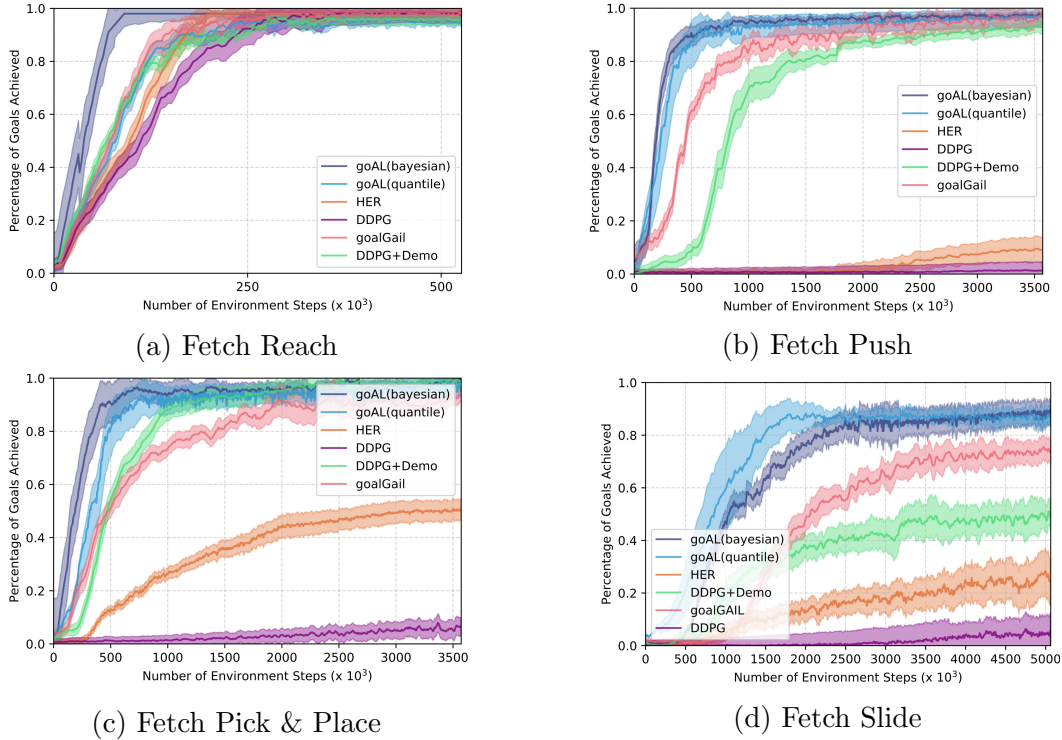 Percentage of Goals Achieved
1.0
0.8
0.6
0.4
0.2
0.0
goAL(bayesian)
goAL(quantile)
HER
DDPG
goalGail
DDPG+Demo
0 250 500
Number of Environment Steps (x 10³)
(a) Fetch Reach
Percentage of Goals Achieved
1.0
0.8
0.6
0.4
0.2
0.0
goAL(bayesian)
goAL(quantile)
HER
DDPG
DDPG+Demo
goalGail
0 500 1000 1500 2000 2500 3000 3500
Number of Environment Steps (x 10³)
(b) Fetch Push
Percentage of Goals Achieved
1.0
0.8
0.6
0.4
0.2
0.0
goAL(bayesian)
goAL(quantile)
HER
DDPG
DDPG+Demo
goalGail
0 500 1000 1500 2000 2500 3000 3500
Number of Environment Steps (x 10³)
(c) Fetch Pick & Place
Percentage of Goals Achieved
1.0
0.8
0.6
0.4
0.2
0.0
goAL(bayesian)
goAL(quantile)
HER
DDPG+Demo
goalGAIL
DDPG
0 500 1000 1500 2000 2500 3000 3500 4000 4500 5000
Number of Environment Steps (x 10³)
(d) Fetch Slide